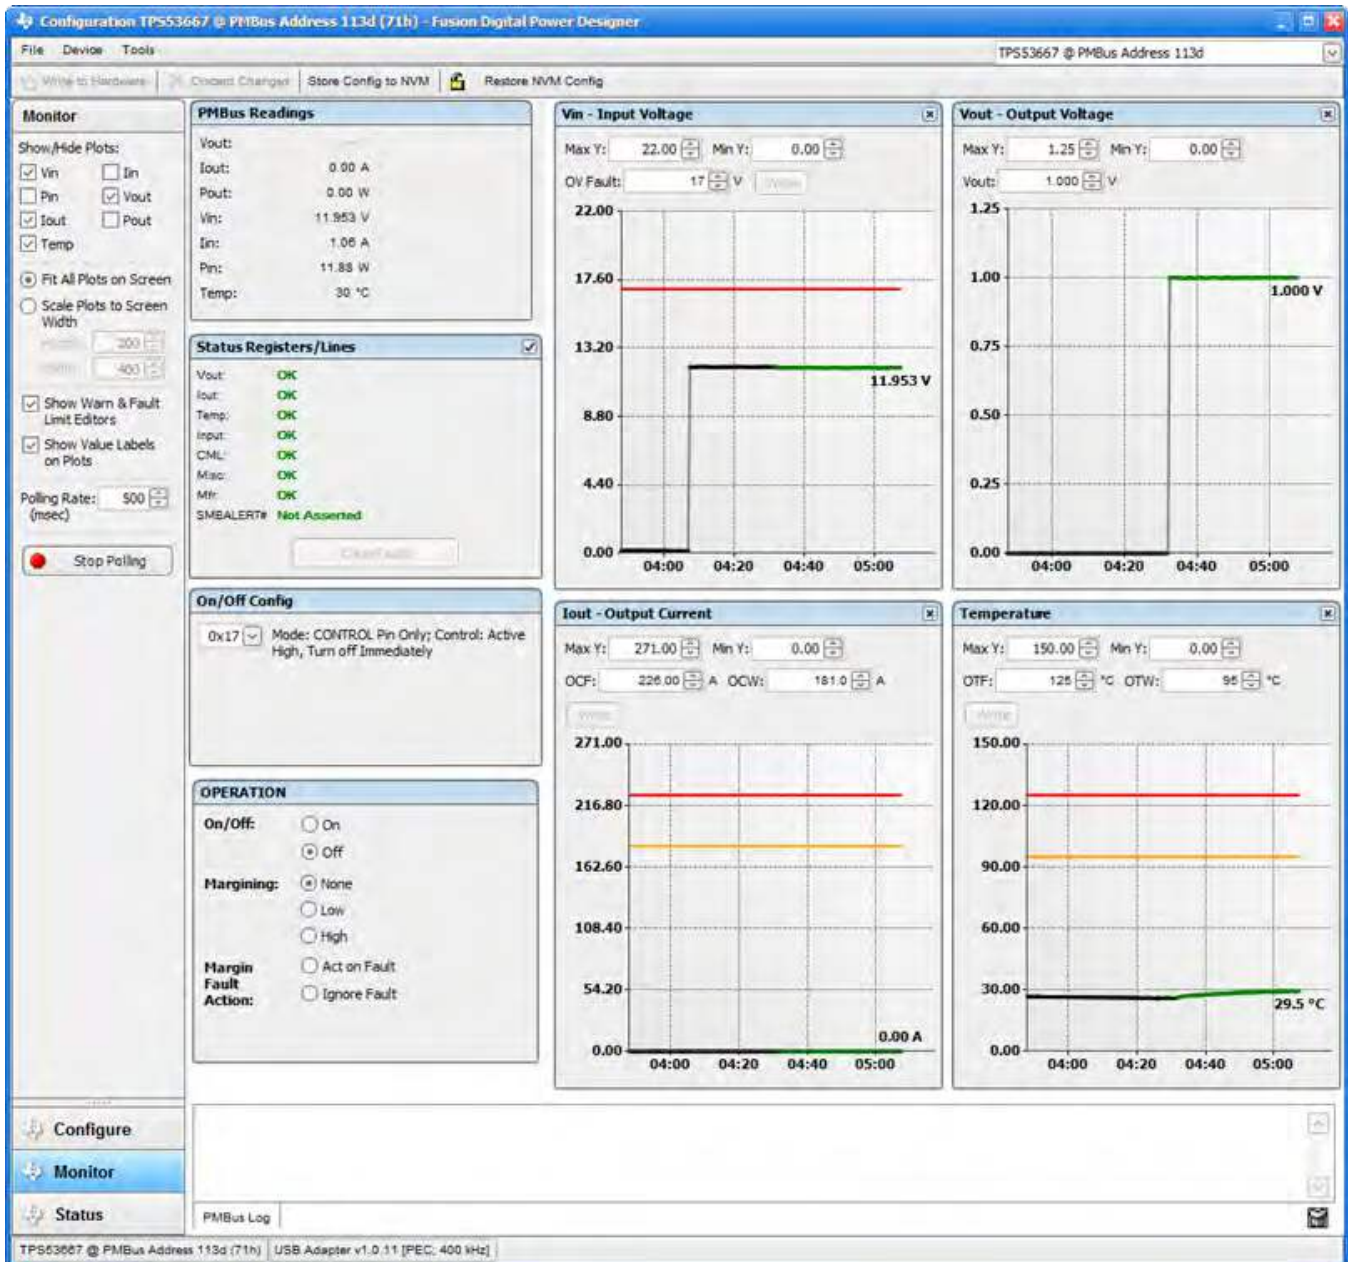 Configuration TPS53667 @ PMBus Address 113d (71h) - Fusion Digital Power Designer
File Device Tools
TPS53667 @ PMBus Address 113d
Write to Hardware Discard Changes Store Config to NVM Restore NVM Config
Monitor
Show/Hide Plots:
Vin Iin
Pin Vout
Iout Pout
Temp
Fit All Plots on Screen
Scale Plots to Screen
Width
200
400
Show Warn & Fault
Limit Editors
Show Value Labels
on Plots
Polling Rate: 500
(msec)
Stop Polling
PMBus Readings
Vout:
Iout: 0.00 A
Pout: 0.00 W
Vin: 11.953 V
Iin: 1.06 A
Pin: 11.88 W
Temp: 30 °C
Status Registers/Lines
Vout: OK
Iout: OK
Temp: OK
Input: OK
CML: OK
Misc: OK
Mfr: OK
SMBALERT# Not Asserted
Clear Faults
On/Off Config
0x17 Mode: CONTROL Pin Only; Control: Active
High, Turn off Immediately
OPERATION
On/Off: On
Off
Margining: None
Low
High
Margin
Fault
Action:
Act on Fault
Ignore Fault
Vin - Input Voltage
Max Y: 22.00 Min Y: 0.00
OV Fault: 17 V Write
22.00
17.60
13.20
8.80
4.40
0.00
11.953 V
04:00 04:20 04:40 05:00
Vout - Output Voltage
Max Y: 1.25 Min Y: 0.00
Vout: 1.000 V
1.25
1.00
0.75
0.50
0.25
0.00
1.000 V
04:00 04:20 04:40 05:00
Iout - Output Current
Max Y: 271.00 Min Y: 0.00
OCF: 226.00 A OCW: 181.0 A
Write
271.00
216.80
162.60
108.40
54.20
0.00
0.00 A
04:00 04:20 04:40 05:00
Temperature
Max Y: 150.00 Min Y: 0.00
OTF: 125 °C OTW: 95 °C
Write
150.00
120.00
90.00
60.00
30.00
0.00
29.5 °C
04:00 04:20 04:40 05:00
Configure
Monitor
Status
PMBus Log
TPS53667 @ PMBus Address 113d (71h) USB Adapter v1.0.11 [PEC; 400 kHz]